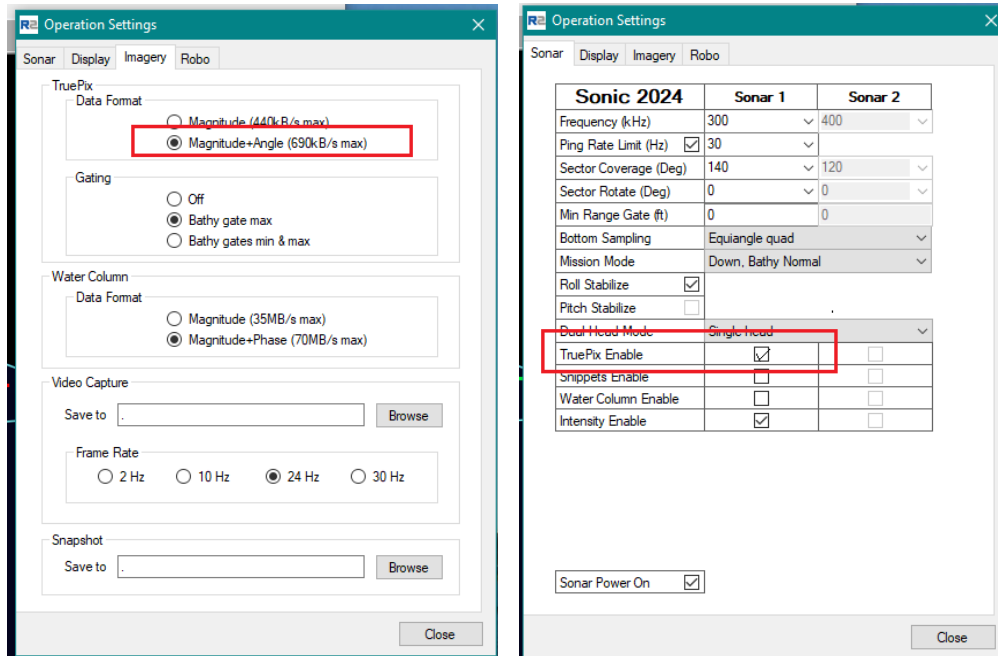 R2 Operation Settings
Sonar Display Imagery Robo
TruePix
Data Format
Magnitude (440kB/s max)
Magnitude+Angle (690kB/s max)
Gating
Off
Bathy gate max
Bathy gates min & max
Water Column
Data Format
Magnitude (35MB/s max)
Magnitude+Phase (70MB/s max)
Video Capture
Save to . Browse
Frame Rate
2 Hz 10 Hz 24 Hz 30 Hz
Snapshot
Save to . Browse
Close
R2 Operation Settings
Sonar Display Imagery Robo
Sonic 2024 Sonar 1 Sonar 2
Frequency (kHz) 300 400
Ping Rate Limit (Hz) 30
Sector Coverage (Deg) 140 120
Sector Rotate (Deg) 0 0
Min Range Gate (ft) 0 0
Bottom Sampling Equiangle quad
Mission Mode Down, Bathy Normal
Roll Stabilize
Pitch Stabilize .
Dual Head Mode Single head
TruePix Enable
Snippets Enable
Water Column Enable
Intensity Enable
Sonar Power On
Close